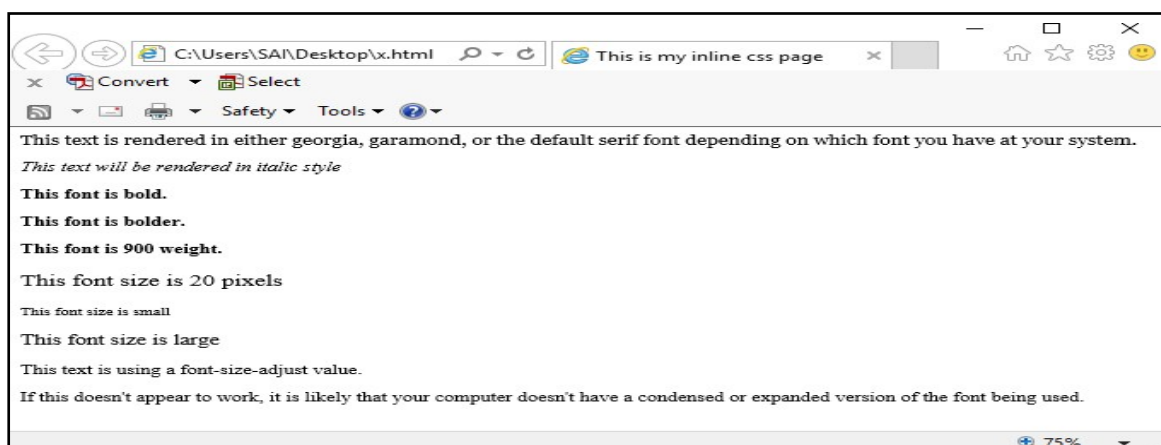 C:\Users\SAI\Desktop\x.html
This is my inline css page
Convert
Select
Safety
Tools
This text is rendered in either georgia, garamond, or the default serif font depending on which font you have at your system.
This text will be rendered in italic style
This font is bold.
This font is bolder.
This font is 900 weight.
This font size is 20 pixels
This font size is small
This font size is large
This text is using a font-size-adjust value.
If this doesn't appear to work, it is likely that your computer doesn't have a condensed or expanded version of the font being used.
75%